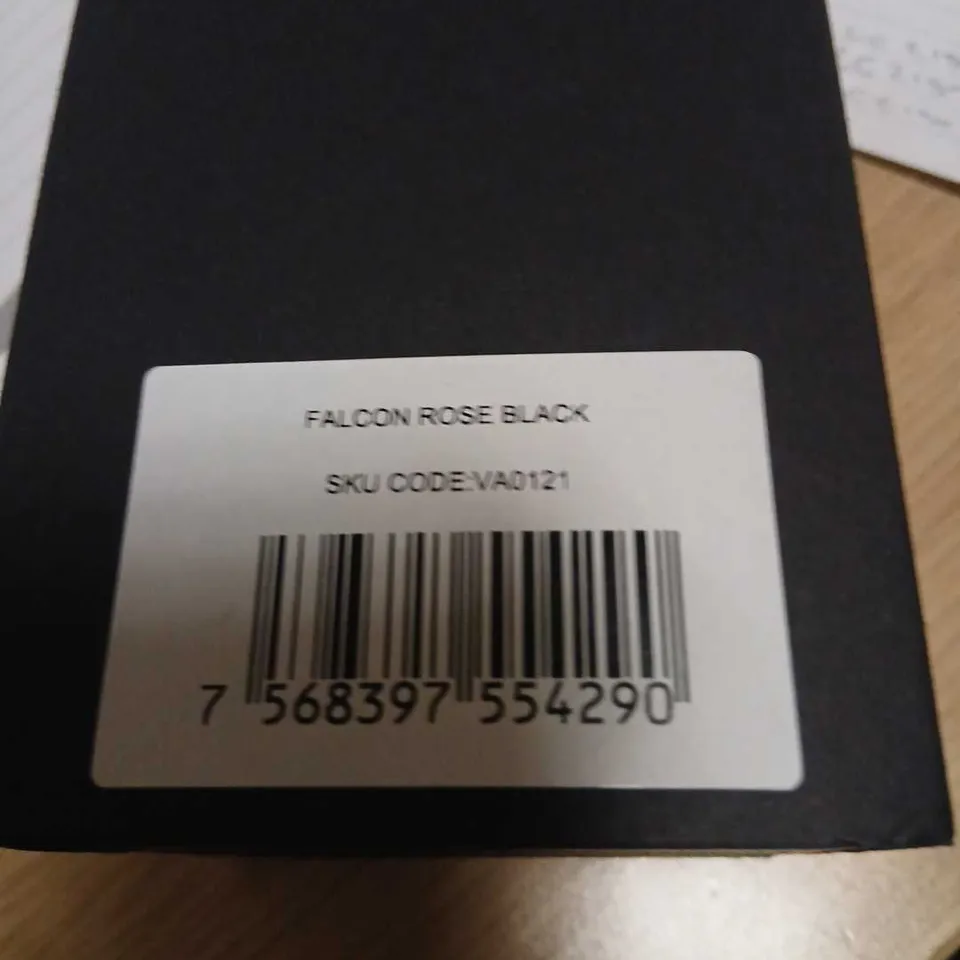 FALCON ROSE BLACK
SKU CODE:VA0121
7 568397 554290